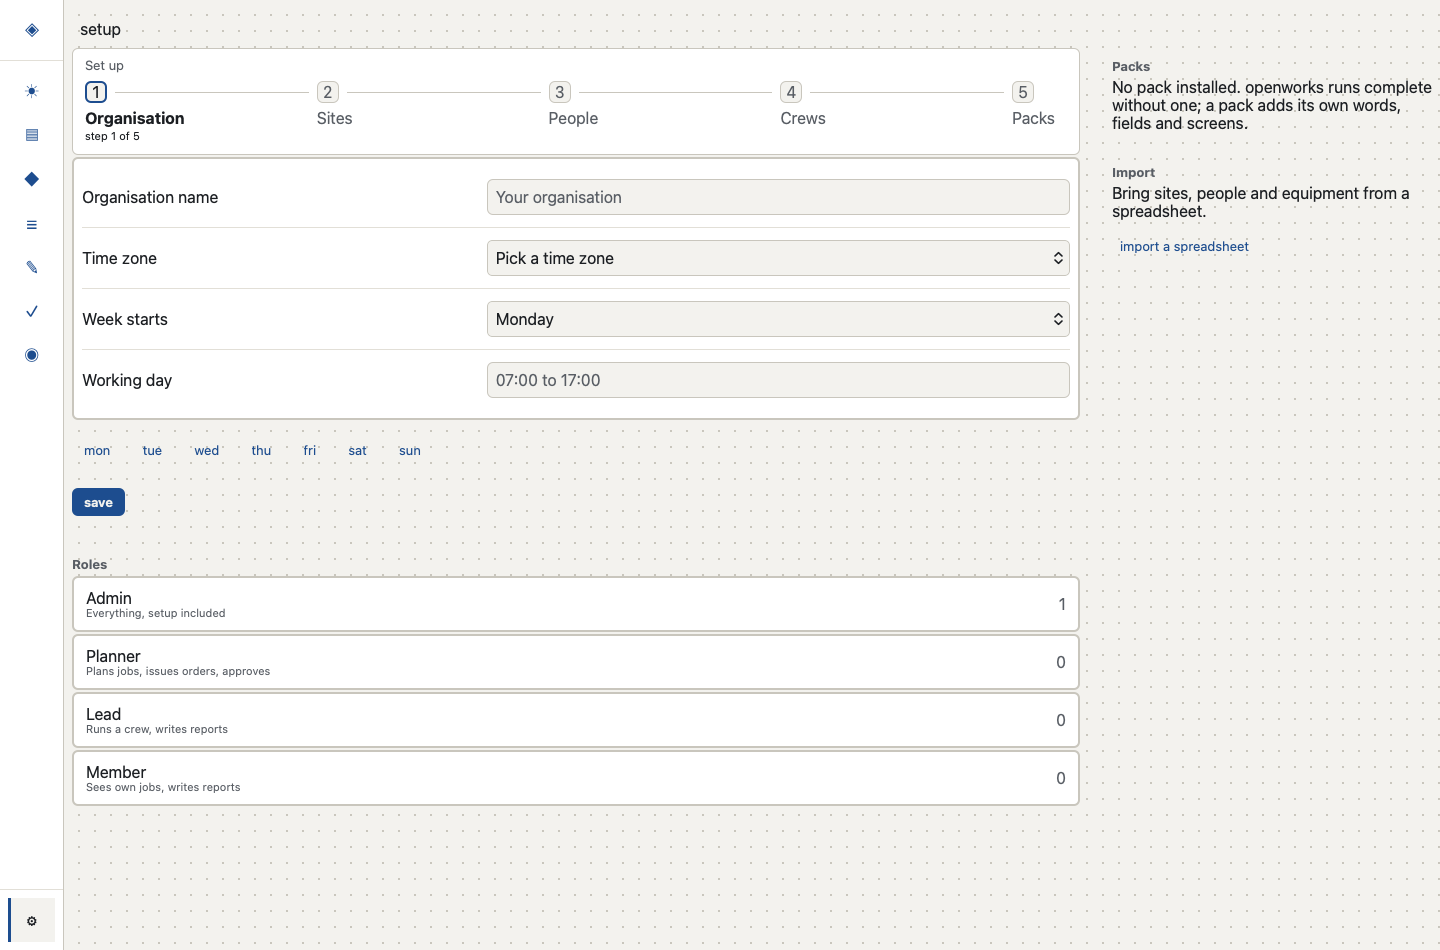 setup
Set up
1
2
3
4
5
Organisation
Sites
People
Crews
Packs
step 1 of 5
Organisation name
Your organisation
Time zone
Pick a time zone
Week starts
Monday
Working day
07:00 to 17:00
mon tue wed thu fri sat sun
save
Roles
Admin
Everything, setup included
1
Planner
Plans jobs, issues orders, approves
0
Lead
Runs a crew, writes reports
0
Member
Sees own jobs, writes reports
0
Packs
No pack installed. openworks runs complete
without one; a pack adds its own words,
fields and screens.
Import
Bring sites, people and equipment from a
spreadsheet.
import a spreadsheet